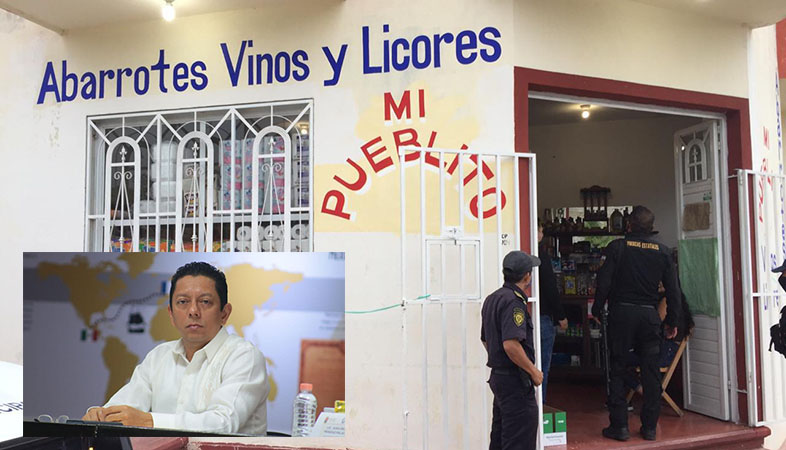 Abarrotes Vinos y Licores
MI
PUEBLITO